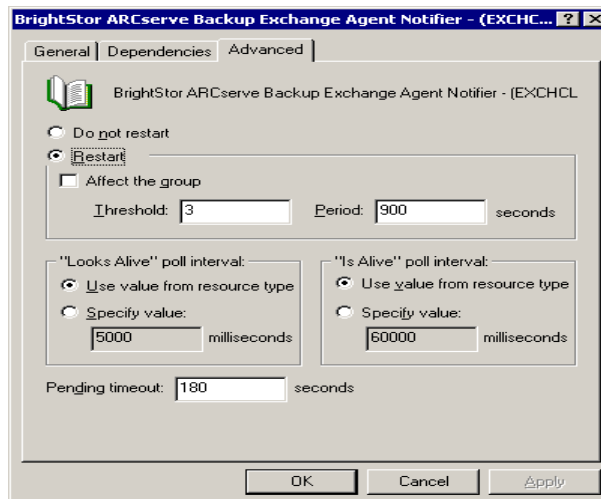 BrightStor ARCserve Backup Exchange Agent Notifier - (EXCHC... ? X
General Dependencies Advanced
BrightStor ARCserve Backup Exchange Agent Notifier - (EXCHCL
Do not restart
Restart
Affect the group
Threshold: 3 Period: 900 seconds
"Looks Alive" poll interval: "Is Alive" poll interval:
Use value from resource type Use value from resource type
Specify value: Specify value:
5000 milliseconds 60000 milliseconds
Pending timeout: 180 seconds
OK Cancel Apply